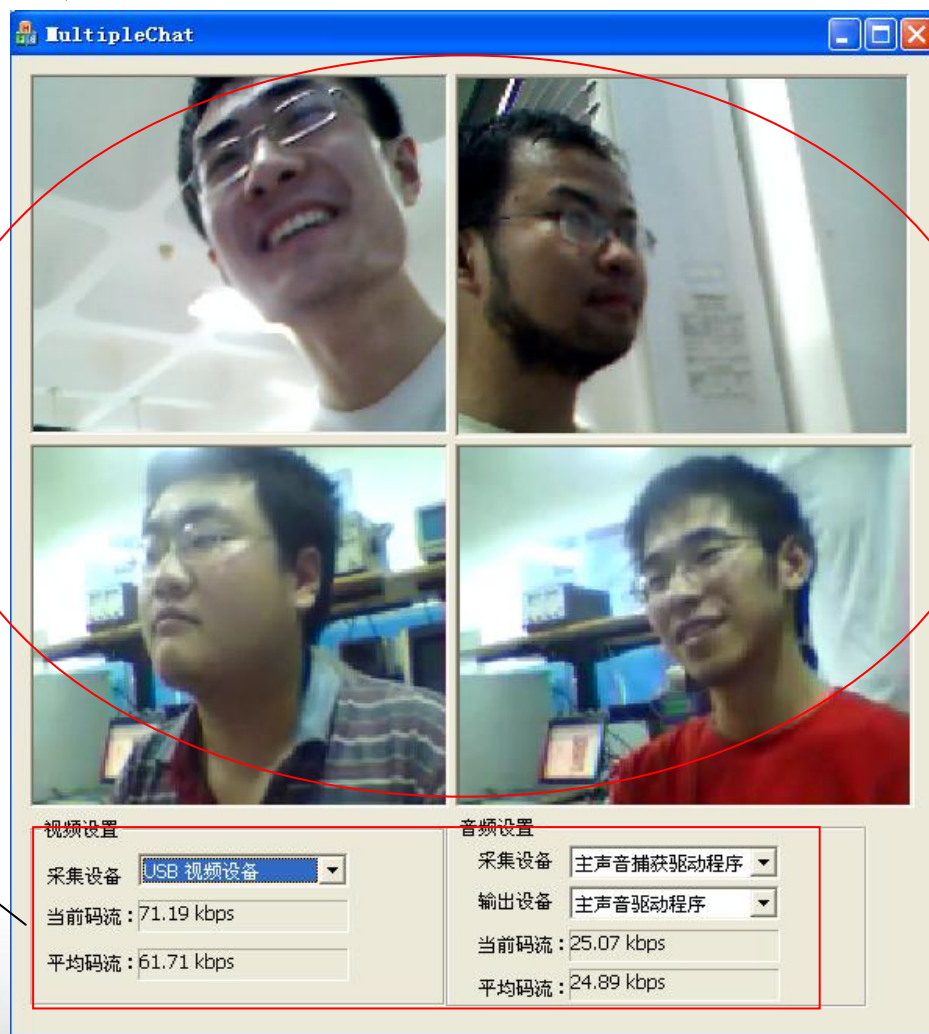 MultipleChat
视频设置
采集设备 USB 视频设备
当前码流：71.19 kbps
平均码流：61.71 kbps
音频设置
采集设备 主声音捕获驱动程序
输出设备 主声音驱动程序
当前码流：25.07 kbps
平均码流：24.89 kbps